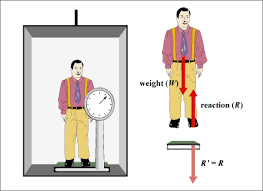 weight (W)
reaction (R)
R' = R